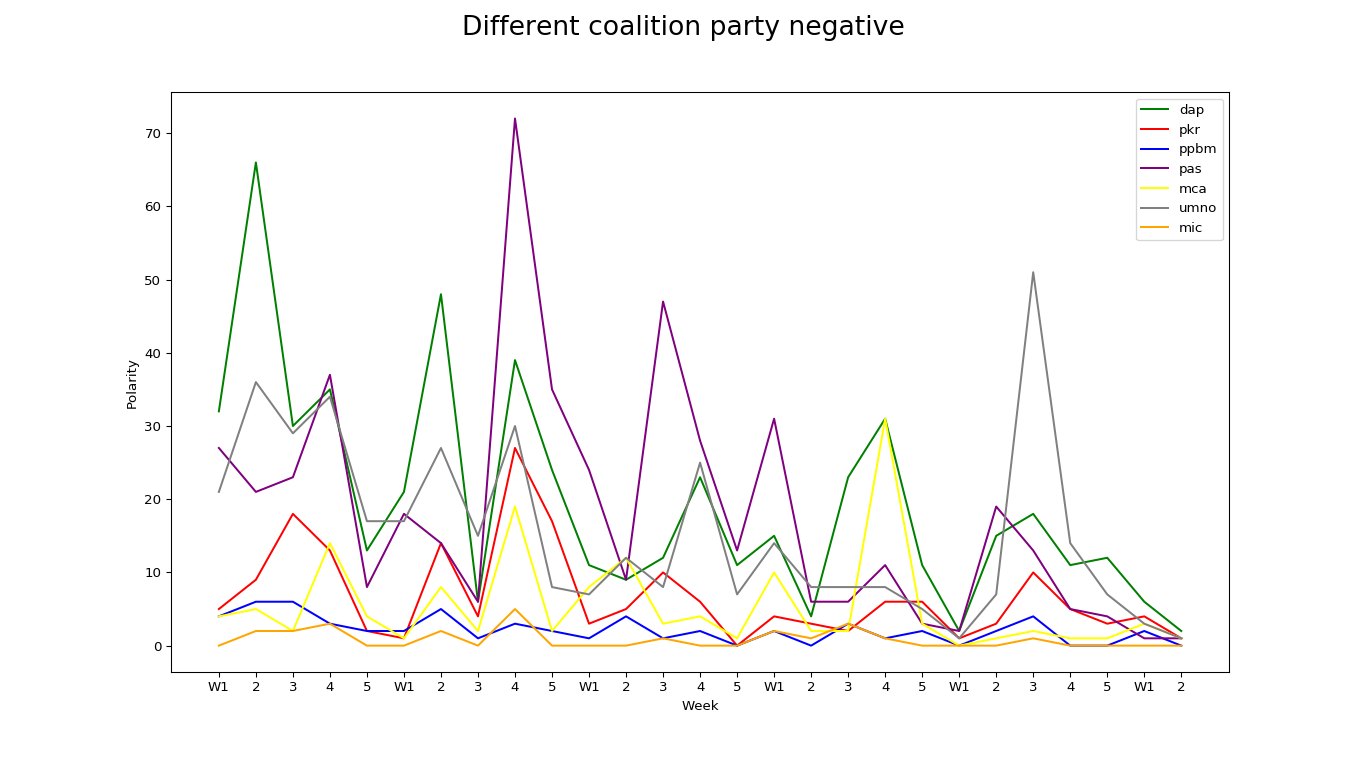 Different coalition party negative
dap
pkr
ppbm
pas
mca
umno
mic
70
60
50
40
30
20
10
0
Polarity
W1 2 3 4 5 W1 2 3 4 5 W1 2 3 4 5 W1 2 3 4 5 W1 2 3 4 5 W1 2
Week